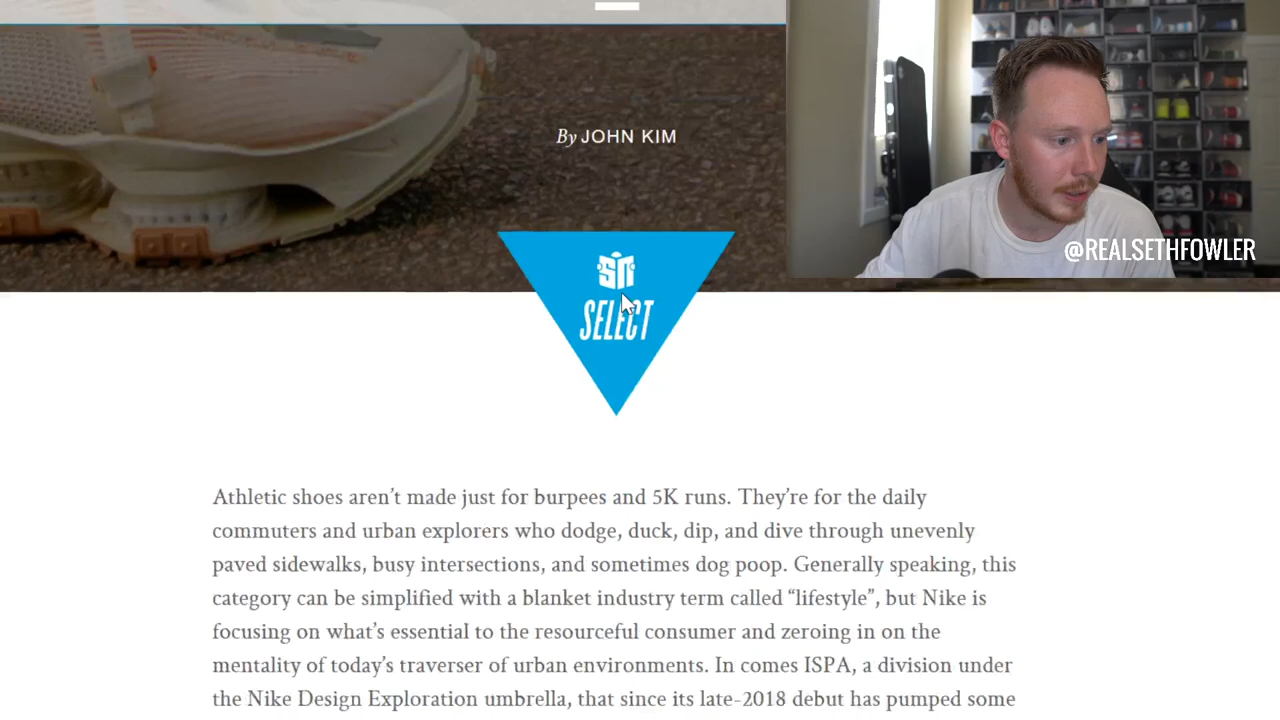 By JOHN KIM
@REALSETHFOWLER
SN
SELECT
Athletic shoes aren’t made just for burpees and 5K runs. They’re for the daily
commuters and urban explorers who dodge, duck, dip, and dive through unevenly
paved sidewalks, busy intersections, and sometimes dog poop. Generally speaking, this
category can be simplified with a blanket industry term called “lifestyle”, but Nike is
focusing on what’s essential to the resourceful consumer and zeroing in on the
mentality of today’s traverser of urban environments. In comes ISPA, a division under
the Nike Design Exploration umbrella, that since its late-2018 debut has pumped some